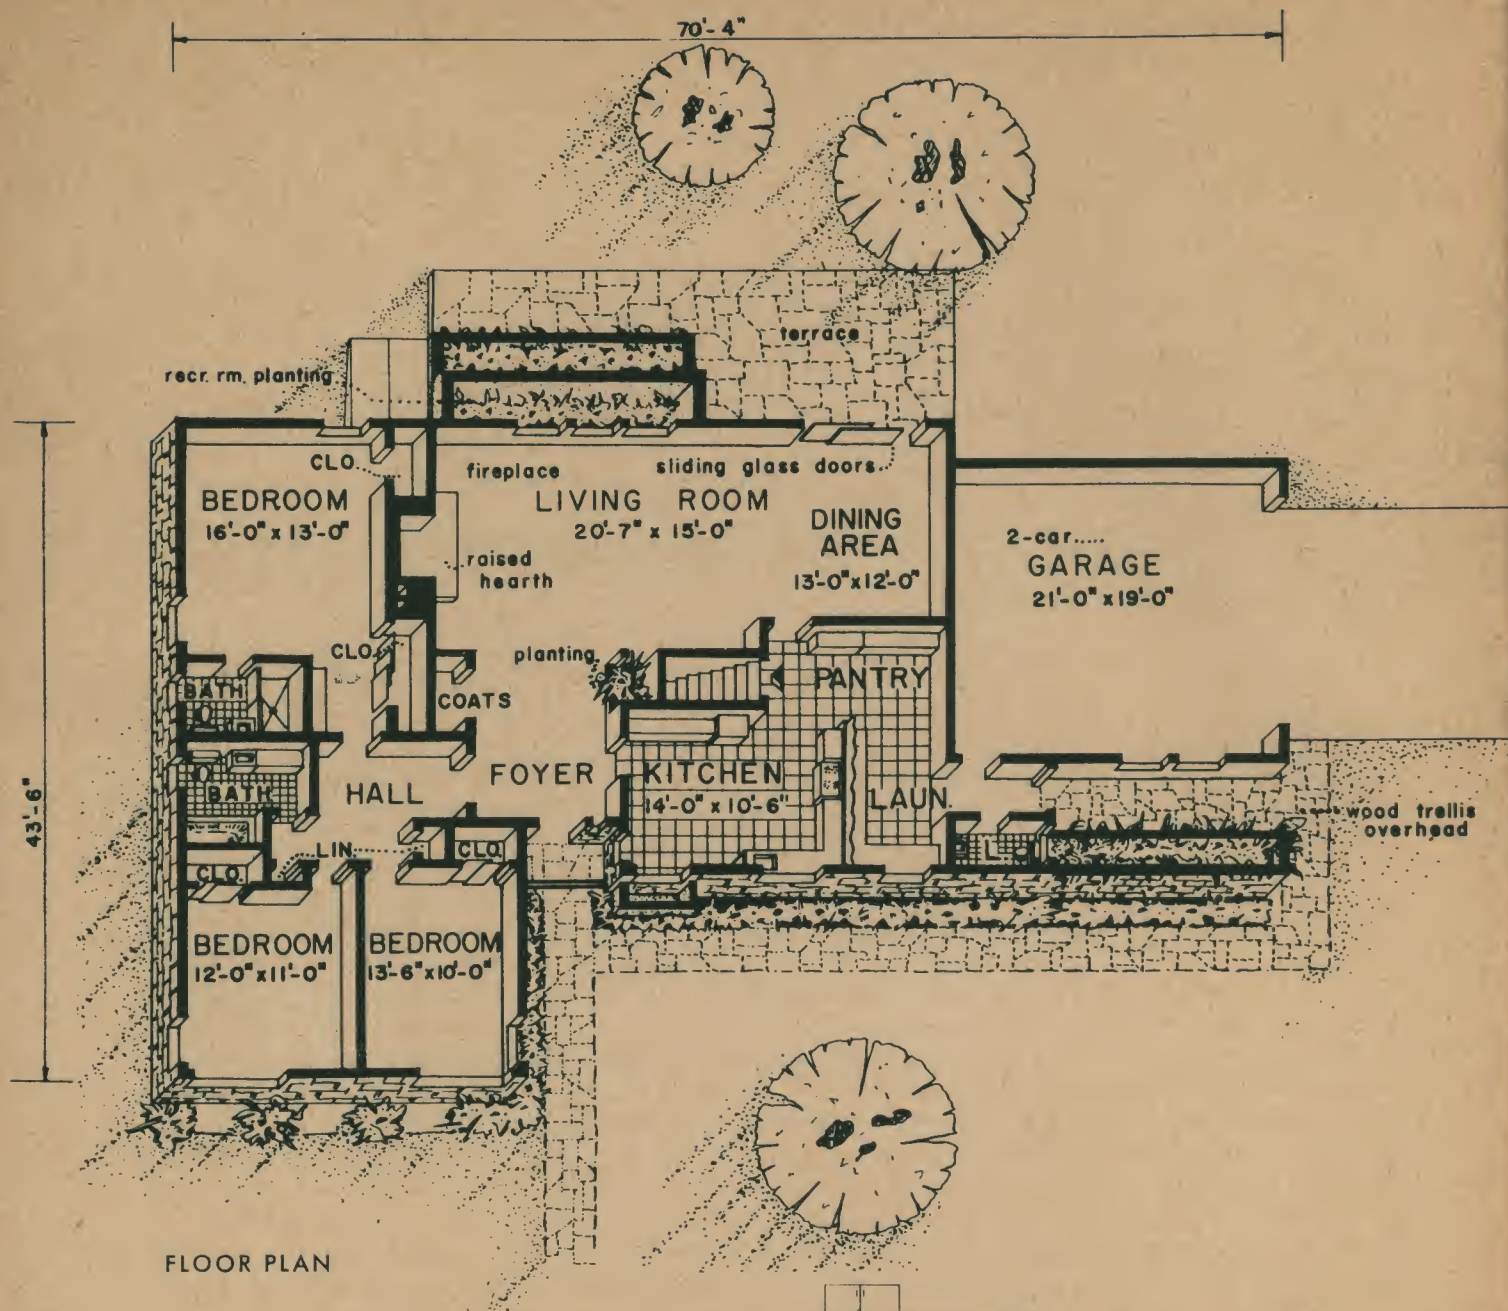 70'-4"
terrace
recr. rm. planting
CLO.
fireplace
sliding glass doors
BEDROOM
16'-0" x 13'-0"
LIVING ROOM
20'-7" x 15'-0"
DINING
AREA
13'-0" x 12'-0"
2-car
GARAGE
21'-0" x 19'-0"
raised
hearth
CLO.
planting
BATH
COATS
PANTRY
43'-6"
BATH
HALL
FOYER
KITCHEN
14'-0" x 10'-6"
LAUN.
wood trellis
overhead
LIN.
CLO.
L.
CLO.
BEDROOM
12'-0" x 11'-0"
BEDROOM
13'-6" x 10'-0"
FLOOR PLAN